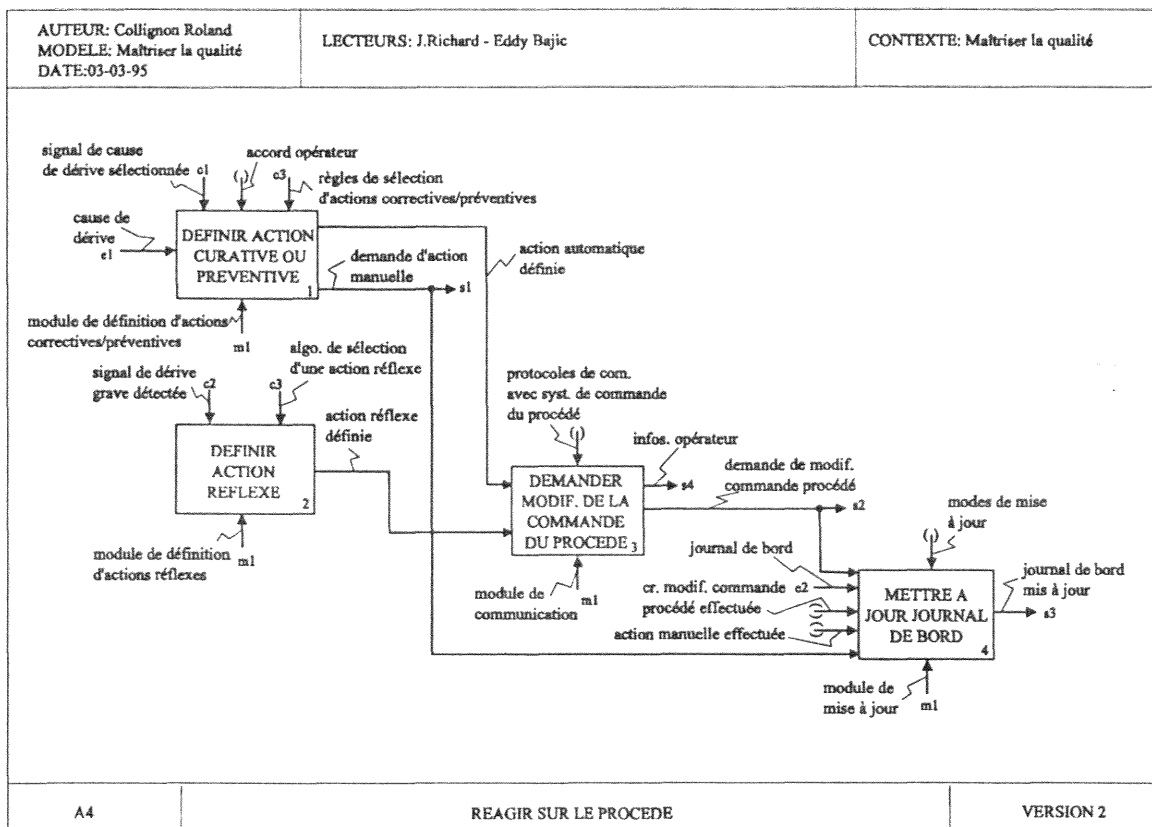 AUTEUR: Collignon Roland
MODELE: Maîtriser la qualité
DATE:03-03-95
LECTEURS: J.Richard - Eddy Bajic
CONTEXTE: Maîtriser la qualité
signal de cause
de dérive sélectionnée
c1
( )
accord opérateur
c3
règles de sélection
d'actions correctives/préventives
cause de
dérive
e1
DEFINIR ACTION
CURATIVE OU
PREVENTIVE
1
demande d'action
manuelle
s1
action automatique
définie
module de définition d'actions
correctives/préventives
m1
signal de dérive
grave détectée
c2
algo. de sélection
d'une action réflexe
c3
DEFINIR
ACTION
REFLEXE
2
action réflexe
définie
module de définition
d'actions réflexes
m1
protocoles de com.
avec syst. de commande
du procédé
( )
DEMANDER
MODIF. DE LA
COMMANDE
DU PROCEDE
3
infos. opérateur
s4
demande de modif.
commande procédé
s2
module de
communication
m1
modes de mise
à jour
( )
journal de bord
e2
cr. modif. commande
procédé effectuée
( )
action manuelle effectuée
( )
METTRE A
JOUR JOURNAL
DE BORD
4
journal de bord
mis à jour
s3
module de
mise à jour
m1
A4
REAGIR SUR LE PROCEDE
VERSION 2